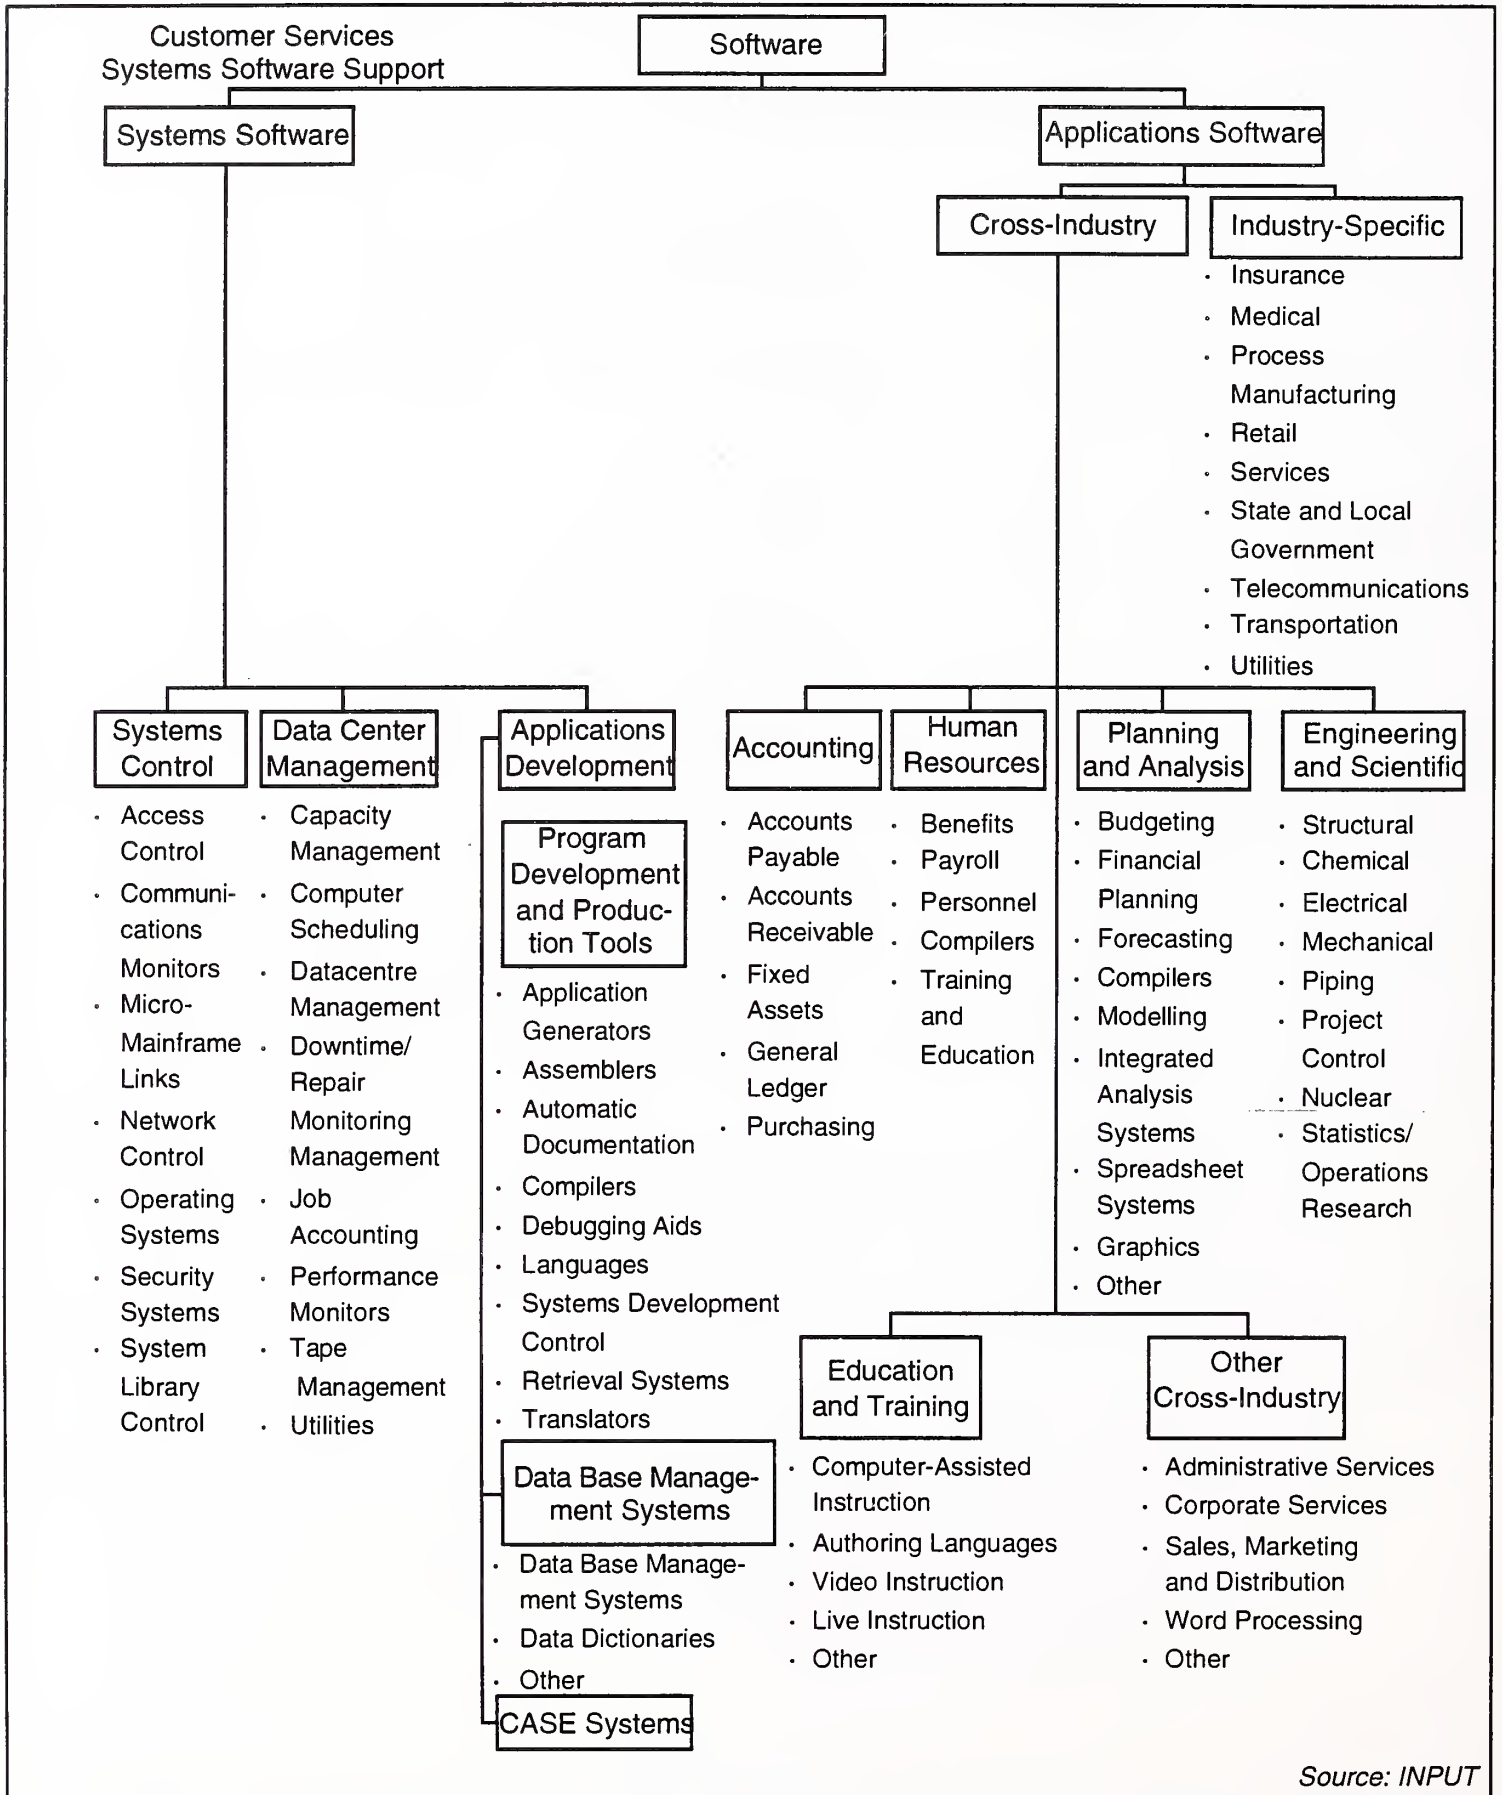 Customer Services
Systems Software Support
Software
Systems Software
Applications Software
Cross-Industry
Industry-Specific
· Insurance
· Medical
· Process
Manufacturing
· Retail
· Services
· State and Local
Government
· Telecommunications
· Transportation
· Utilities
Systems
Control
· Access
Control
· Communi-
cations
Monitors
· Micro-
Mainframe
Links
· Network
Control
· Operating
Systems
· Security
Systems
· System
Library
Control
Data Center
Management
· Capacity
Management
· Computer
Scheduling
· Datacentre
Management
· Downtime/
Repair
Monitoring
Management
· Job
Accounting
· Performance
Monitors
· Tape
Management
· Utilities
Applications
Development
Program
Development
and Produc-
tion Tools
· Application
Generators
· Assemblers
· Automatic
Documentation
· Compilers
· Debugging Aids
· Languages
· Systems Development
Control
· Retrieval Systems
· Translators
Data Base Manage-
ment Systems
· Data Base Manage-
ment Systems
· Data Dictionaries
· Other
CASE Systems
Accounting
· Accounts
Payable
· Accounts
Receivable
· Fixed
Assets
· General
Ledger
· Purchasing
Human
Resources
· Benefits
· Payroll
· Personnel
· Compilers
· Training
and
Education
Planning
and Analysis
· Budgeting
· Financial
Planning
· Forecasting
· Compilers
· Modelling
· Integrated
Analysis
Systems
· Spreadsheet
Systems
· Graphics
· Other
Engineering
and Scientific
· Structural
· Chemical
· Electrical
· Mechanical
· Piping
· Project
Control
· Nuclear
· Statistics/
Operations
Research
Education
and Training
· Computer-Assisted
Instruction
· Authoring Languages
· Video Instruction
· Live Instruction
· Other
Other
Cross-Industry
· Administrative Services
· Corporate Services
· Sales, Marketing
and Distribution
· Word Processing
· Other
Source: INPUT